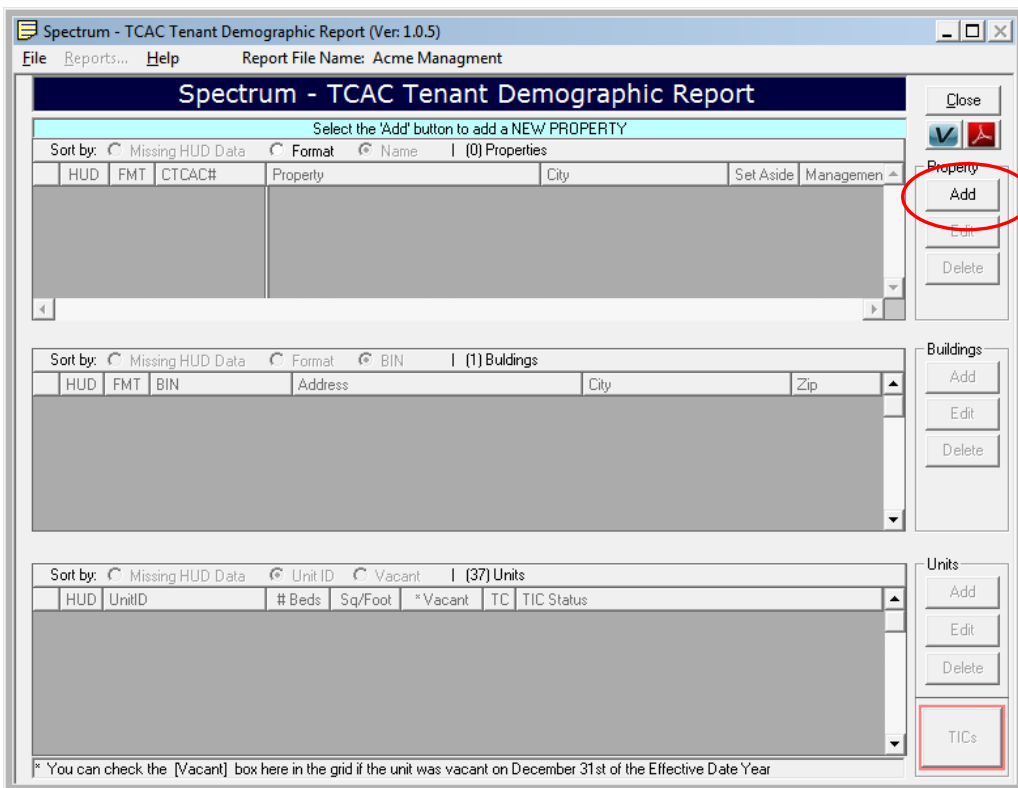 Spectrum - TCAC Tenant Demographic Report (Ver: 1.0.5)
File Reports... Help Report File Name: Acme Managment
Spectrum - TCAC Tenant Demographic Report
Close
Select the 'Add' button to add a NEW PROPERTY
Sort by: Missing HUD Data Format Name | (0) Properties
HUD FMT CTCAC# Property City Set Aside Managemen
Property
Add
Edit
Delete
Sort by: Missing HUD Data Format BIN | (1) Buldings
HUD FMT BIN Address City Zip
Buildings
Add
Edit
Delete
Sort by: Missing HUD Data Unit ID Vacant | (37) Units
HUD UnitID # Beds Sq/Foot *Vacant TC TIC Status
Units
Add
Edit
Delete
TICs
* You can check the [Vacant] box here in the grid if the unit was vacant on December 31st of the Effective Date Year